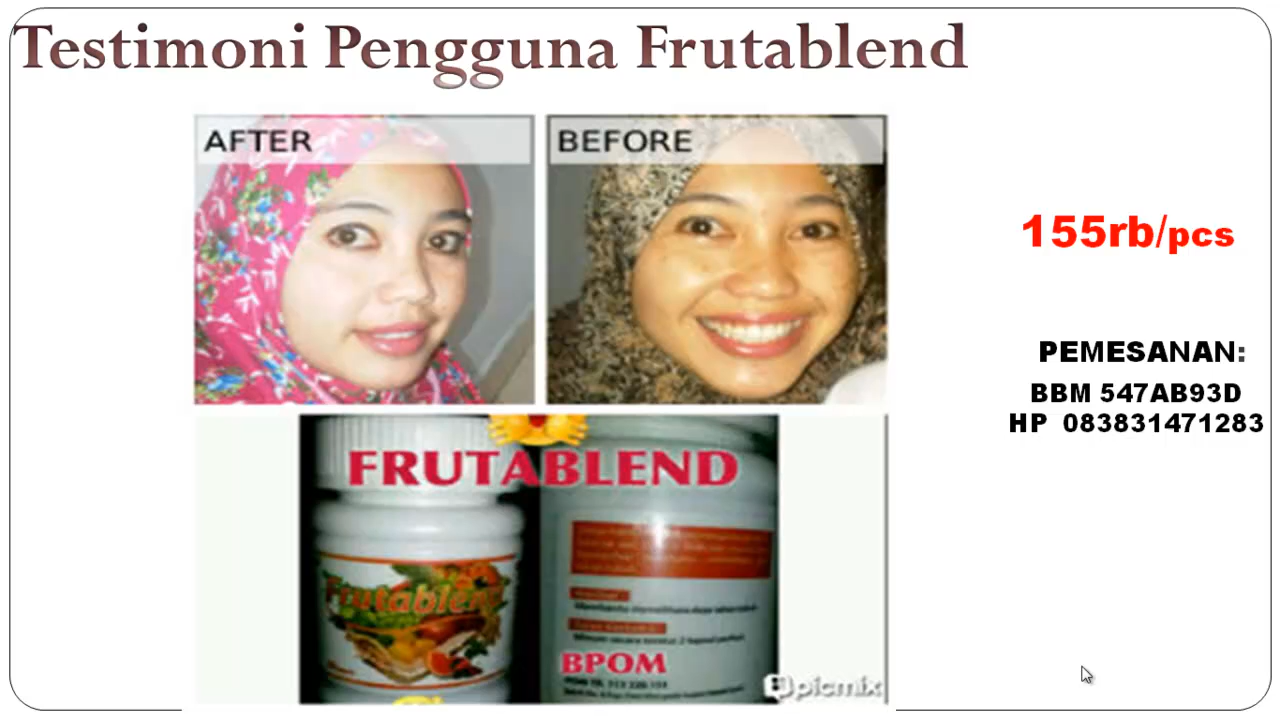 Testimoni Pengguna Frutablend
AFTER
BEFORE
155rb/pcs
PEMESANAN:
BBM 547AB93D
HP 083831471283
FRUTABLEND
Frutablend
BPOM
picmix